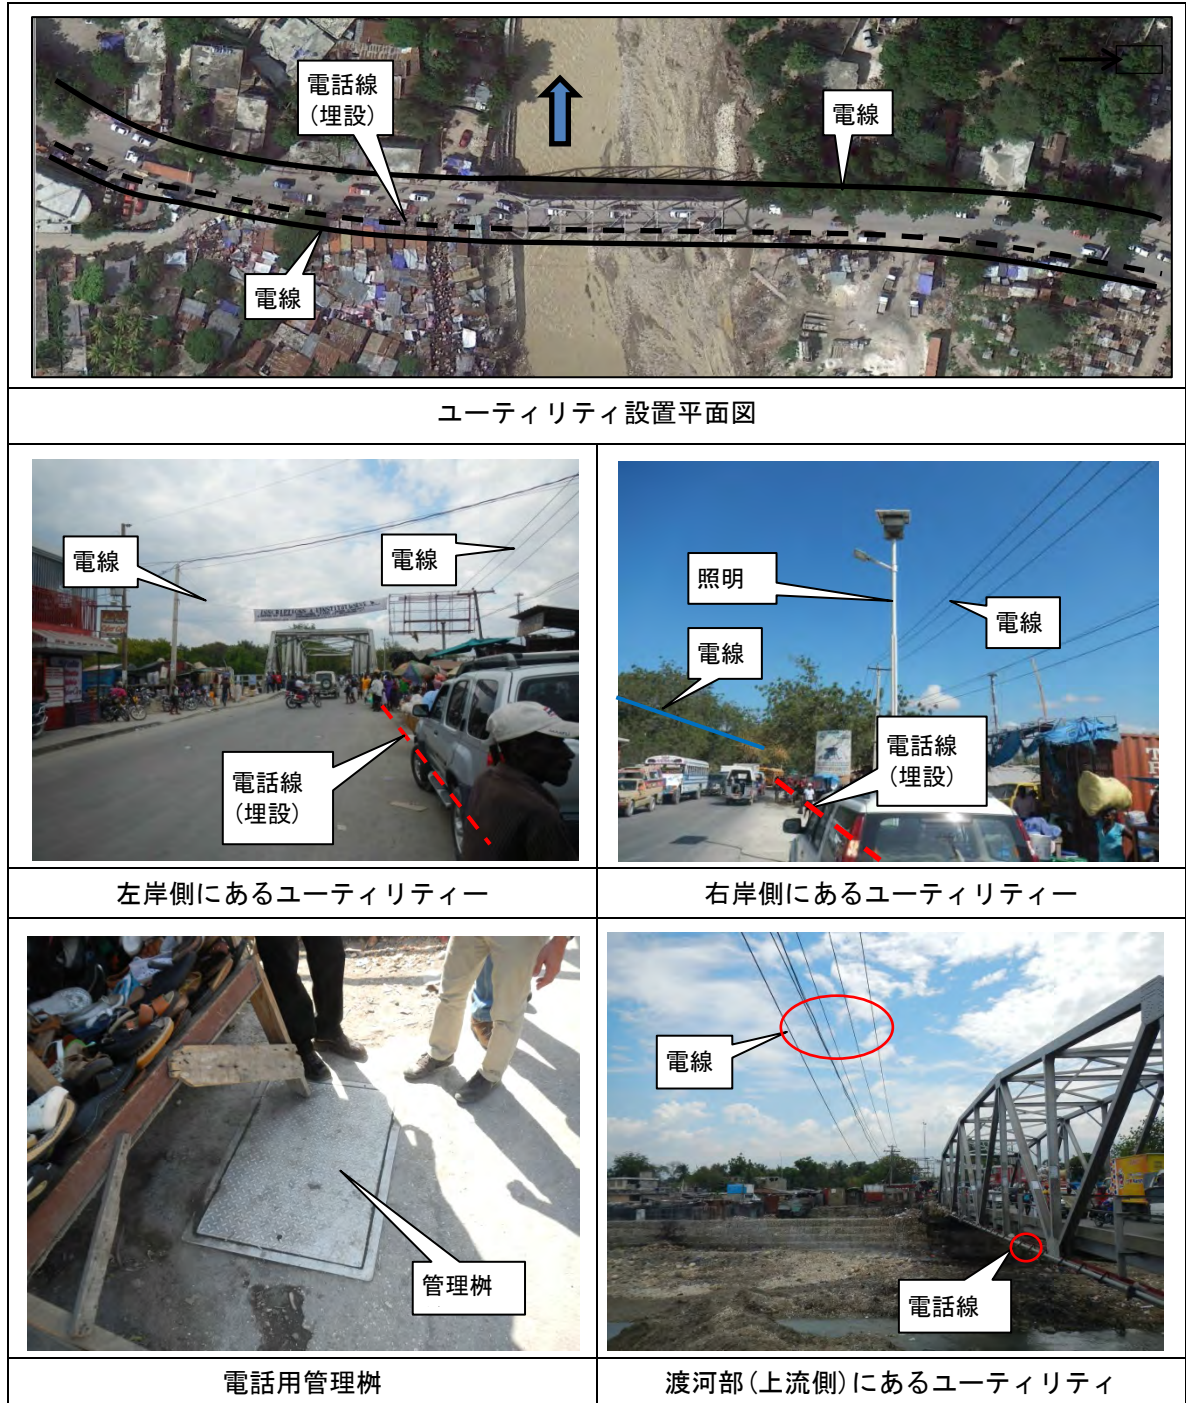 電話線
(埋設)
電線
電線
ユーティリティ設置平面図
電線
電線
電話線
(埋設)
照明
電線
電線
電話線
(埋設)
左岸側にあるユーティリティー
右岸側にあるユーティリティー
管理桝
電線
電話線
電話用管理桝
渡河部(上流側)にあるユーティリティ